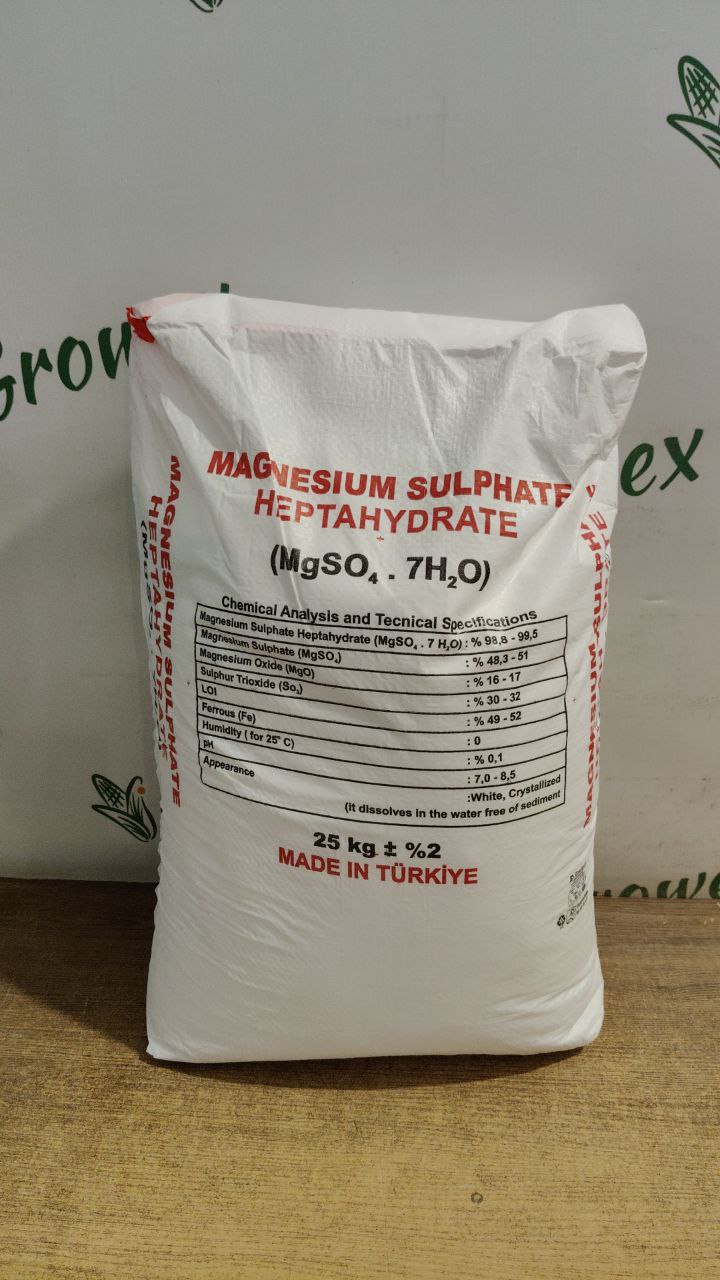 Grow
ex
MAGNESIUM SULPHATE
HEPTAHYDRATE
(MgSO₄ . 7H₂O)
Chemical Analysis and Tecnical Specifications
Magnesium Sulphate Heptahydrate (MgSO₄ . 7 H₂O) : % 98,8 - 99,5
Magnesium Sulphate (MgSO₄) : % 48,3 - 51
Magnesium Oxide (MgO) : % 16 - 17
Sulphur Trioxide (So₃) : % 30 - 32
LOI : % 49 - 52
Ferrous (Fe) : 0
Humidity ( for 25° C) : % 0,1
pH : 7,0 - 8,5
Appearance :White, Crystallized
(it dissolves in the water free of sediment
25 kg ± %2
MADE IN TÜRKİYE
MAGNESIUM SULPHATE
HEPTAHYDRATE